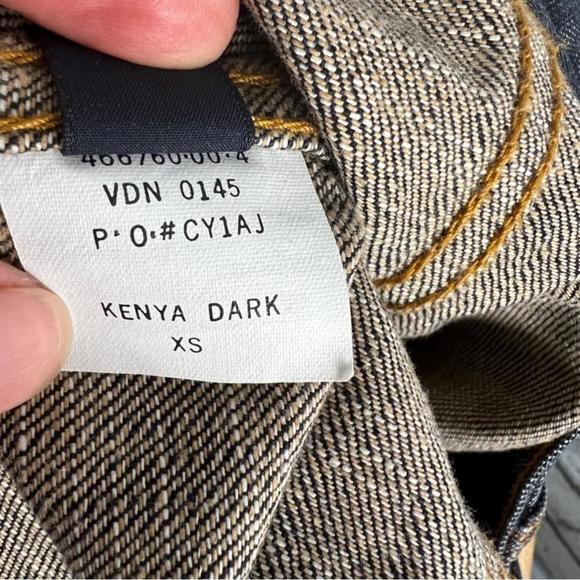 466760-00-4
VDN 0145
P.O.# CY1AJ
KENYA DARK
XS